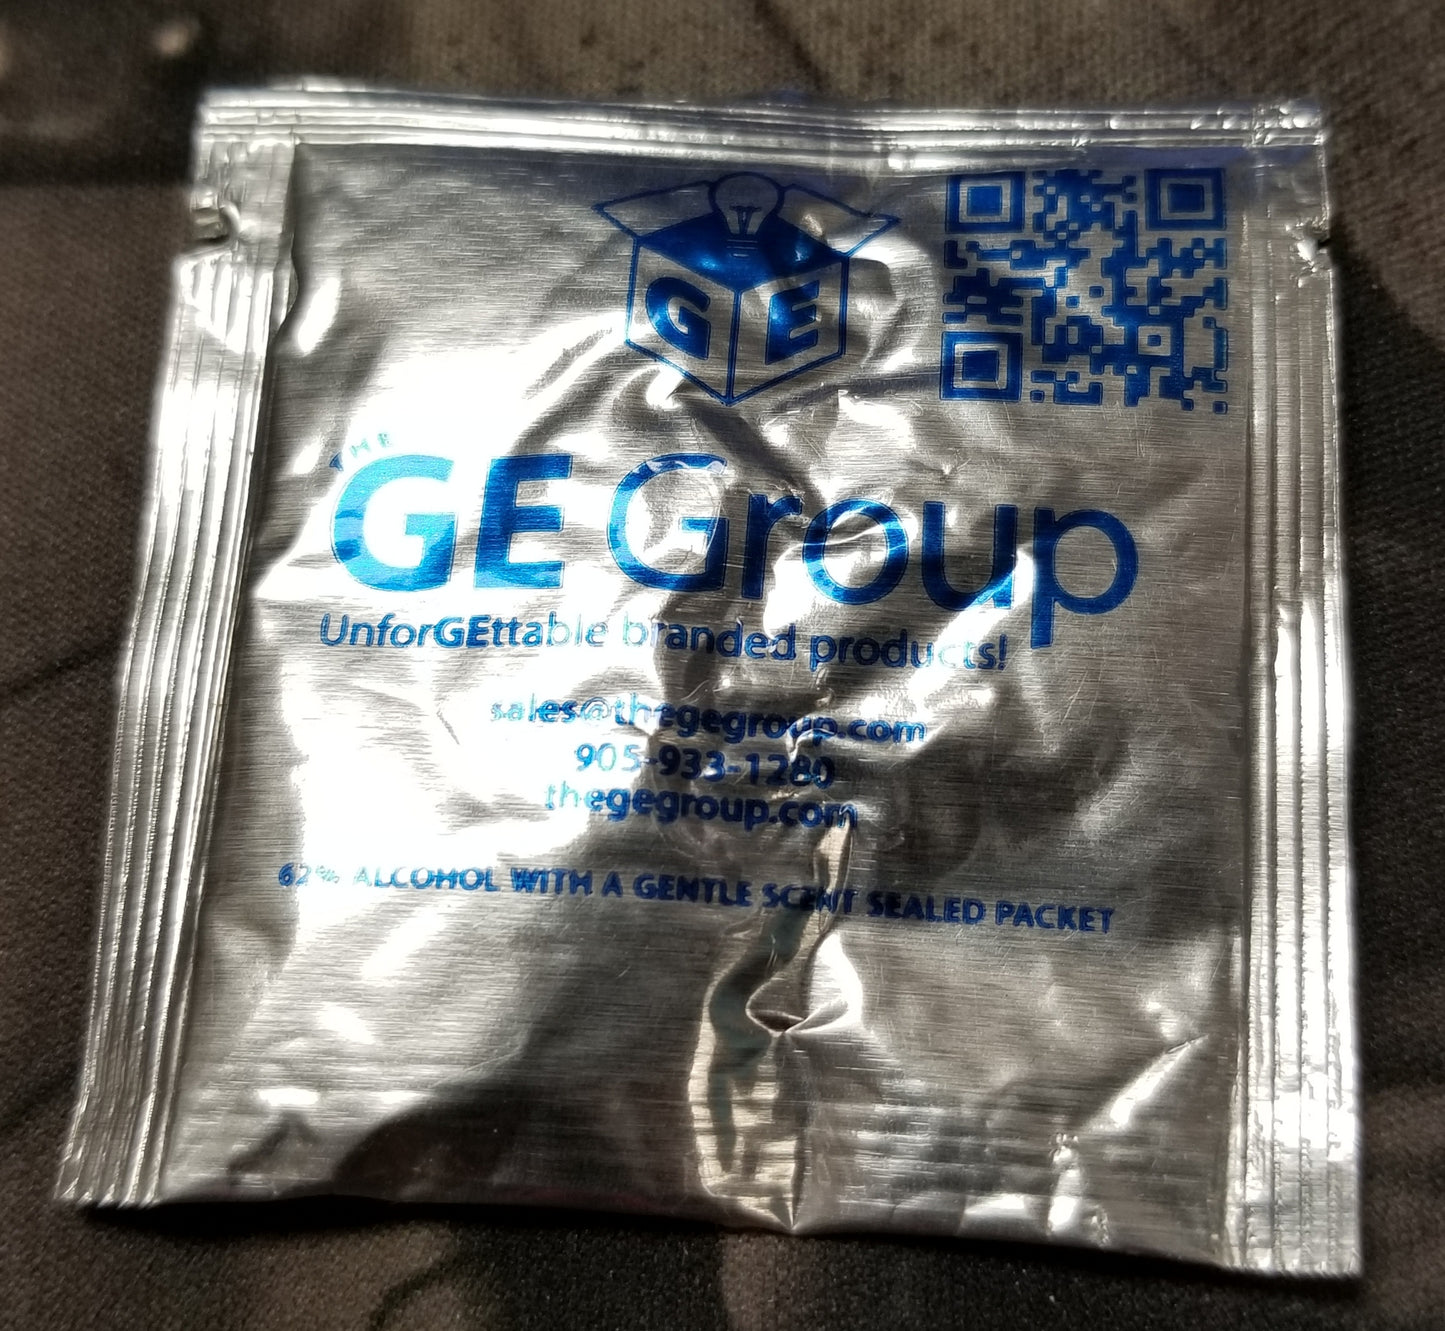 G E
THE
GE Group
UnforGEttable branded products!
sales@thegegroup.com
905-933-1280
thegegroup.com
62% ALCOHOL WITH A GENTLE SCENT SEALED PACKET